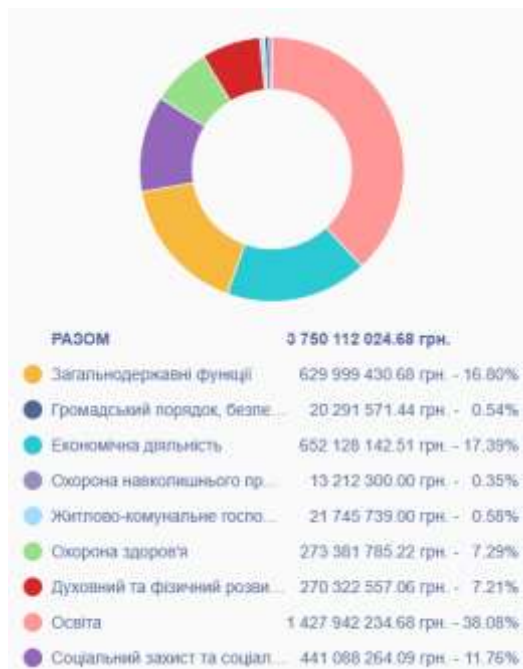 РАЗОМ 3 750 112 024.68 грн.
Загальнодержавні функції 629 999 430.68 грн. - 16.80%
Громадський порядок, безпе... 20 291 571.44 грн. - 0.54%
Економічна діяльність 652 128 142.51 грн. - 17.39%
Охорона навколишнього пр... 13 212 300.00 грн. - 0.35%
Житлово-комунальне госпо... 21 745 739.00 грн. - 0.58%
Охорона здоров'я 273 381 785.22 грн. - 7.29%
Духовний та фізичний розви... 270 322 557.06 грн. - 7.21%
Освіта 1 427 942 234.68 грн. - 38.08%
Соціальний захист та соціал... 441 088 264.09 грн. - 11.76%